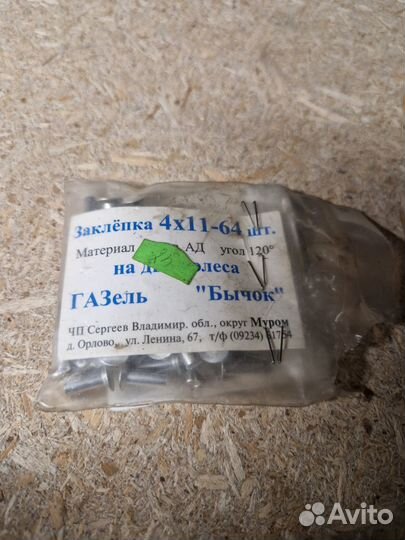 Заклёпка 4х11-64 шт.
Материал АД угол 120°
на
ГАЗель "Бычок"
ЧП Сергеев Владимир. обл., округ Муром
д. Орлово, ул. Ленина, 67, т/ф (09234)
Avito